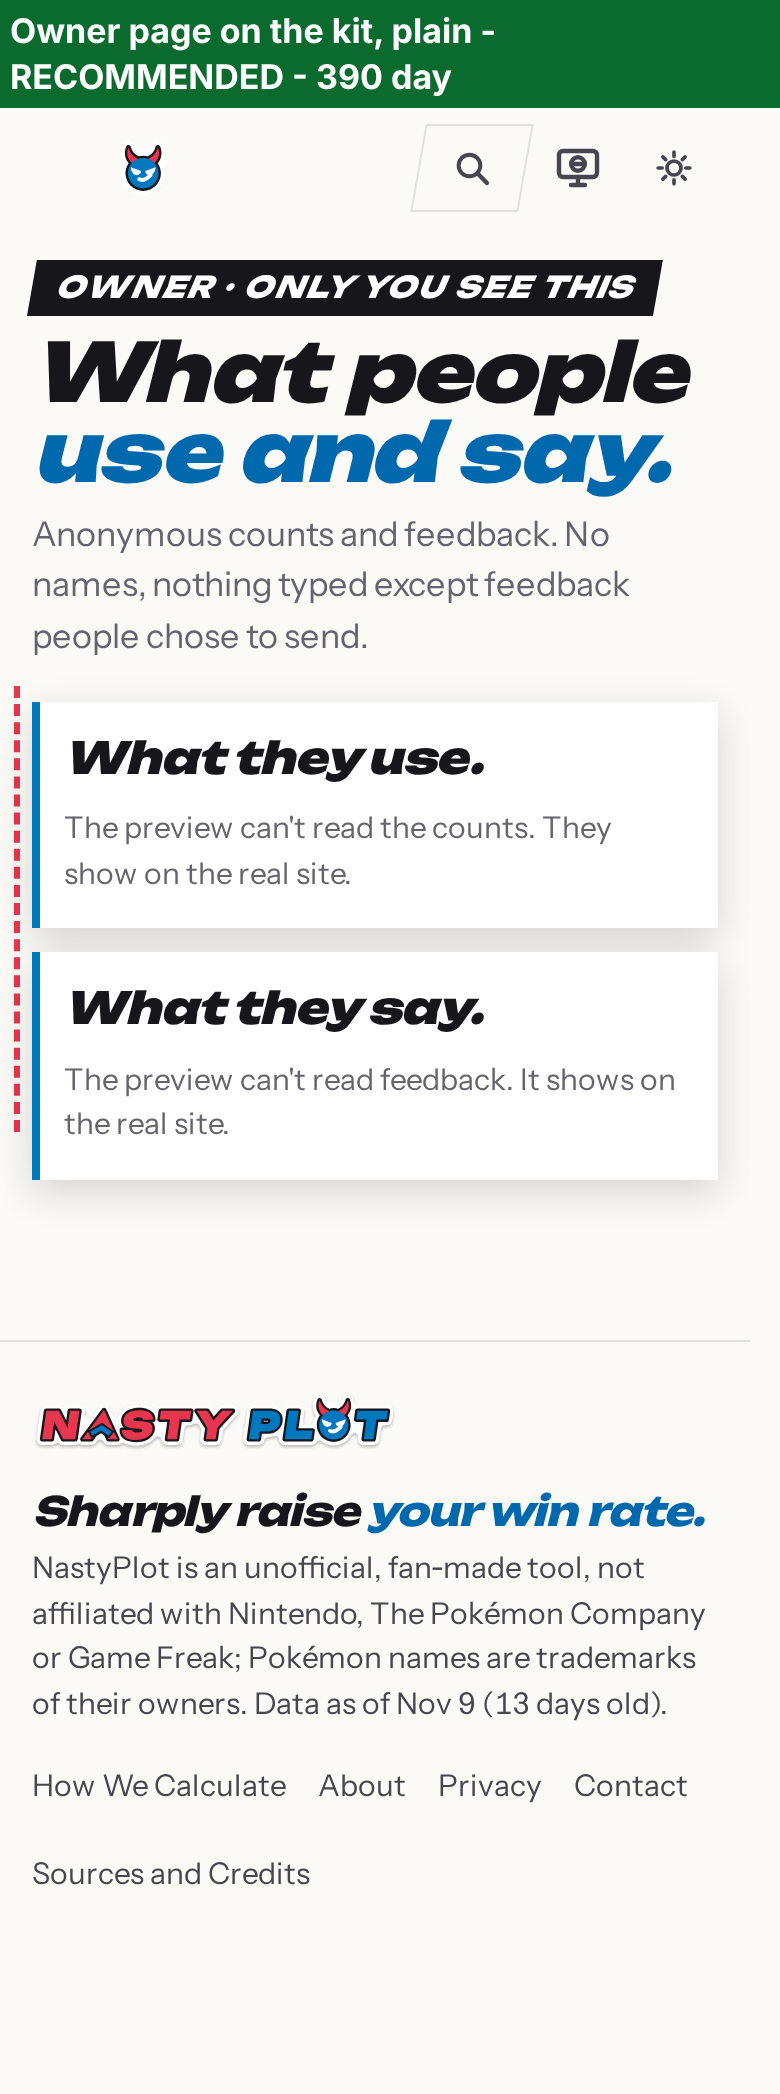 Owner page on the kit, plain -
RECOMMENDED - 390 day
OWNER · ONLY YOU SEE THIS
What people
use and say.
Anonymous counts and feedback. No
names, nothing typed except feedback
people chose to send.
What they use.
The preview can't read the counts. They
show on the real site.
What they say.
The preview can't read feedback. It shows on
the real site.
NASTY PLOT
Sharply raise your win rate.
NastyPlot is an unofficial, fan-made tool, not
affiliated with Nintendo, The Pokémon Company
or Game Freak; Pokémon names are trademarks
of their owners. Data as of Nov 9 (13 days old).
How We Calculate About Privacy Contact
Sources and Credits